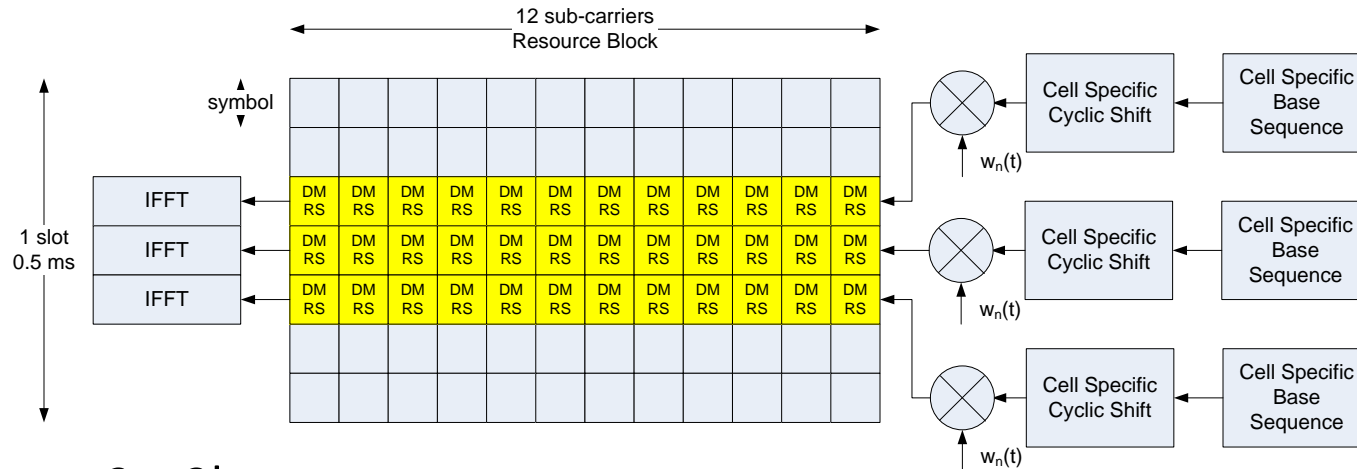 12 sub-carriers
Resource Block
symbol
1 slot
0.5 ms
IFFT
IFFT
IFFT
DM DM DM DM DM DM DM DM DM DM DM DM
RS RS RS RS RS RS RS RS RS RS RS RS
DM DM DM DM DM DM DM DM DM DM DM DM
RS RS RS RS RS RS RS RS RS RS RS RS
DM DM DM DM DM DM DM DM DM DM DM DM
RS RS RS RS RS RS RS RS RS RS RS RS
wn(t)
Cell Specific
Cyclic Shift
Cell Specific
Base
Sequence
wn(t)
Cell Specific
Cyclic Shift
Cell Specific
Base
Sequence
wn(t)
Cell Specific
Cyclic Shift
Cell Specific
Base
Sequence